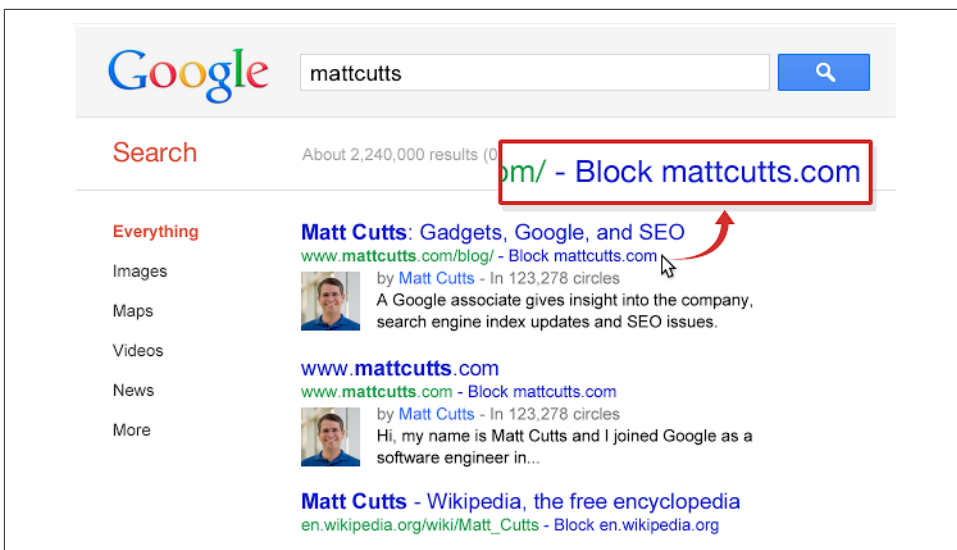 Google
mattcutts
Search
About 2,240,000 results (0
om/ - Block mattcutts.com
Everything
Images
Maps
Videos
News
More
Matt Cutts: Gadgets, Google, and SEO
www.mattcutts.com/blog/ - Block mattcutts.com
by Matt Cutts - In 123,278 circles
A Google associate gives insight into the company,
search engine index updates and SEO issues.
www.mattcutts.com
www.mattcutts.com - Block mattcutts.com
by Matt Cutts - In 123,278 circles
Hi, my name is Matt Cutts and I joined Google as a
software engineer in...
Matt Cutts - Wikipedia, the free encyclopedia
en.wikipedia.org/wiki/Matt_Cutts - Block en.wikipedia.org